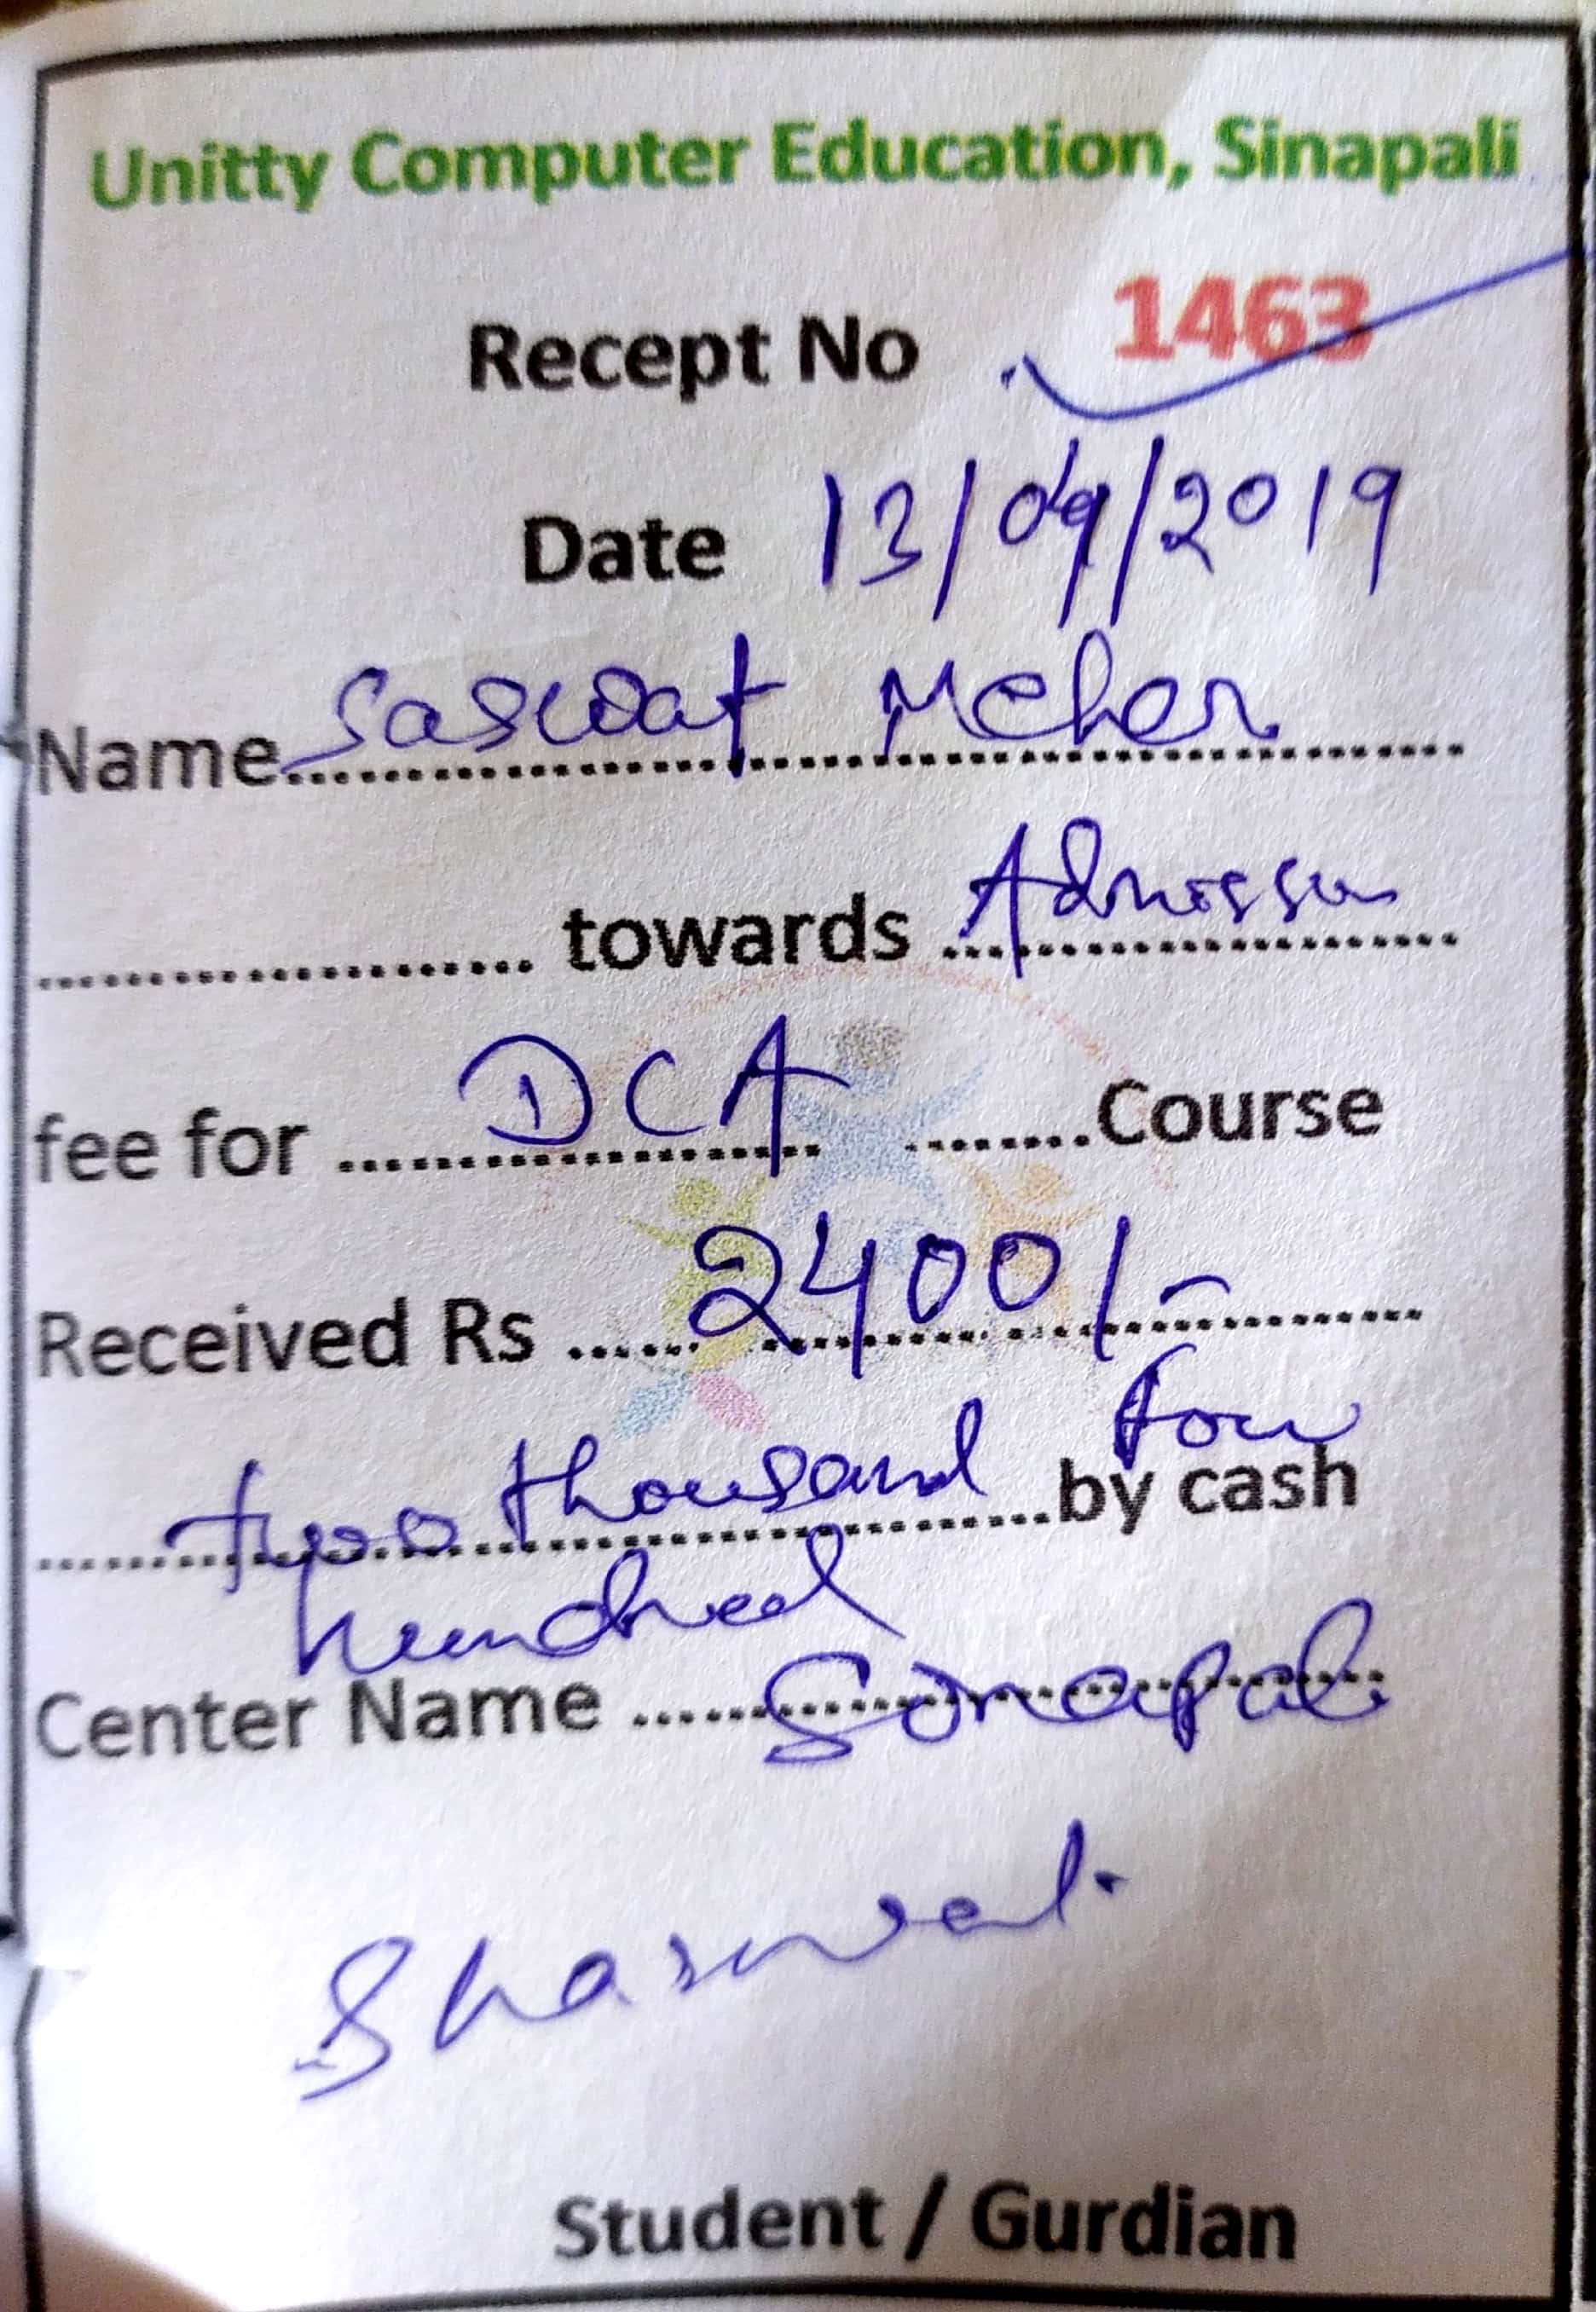 Unitty Computer Education, Sinapali
Recept No 1463
Date 13/09/2019
Name Saswat Meher
towards Admission
fee for DCA Course
Received Rs 2400/-
two thousand four by cash
hundred
Center Name Sinapali
Student / Gurdian